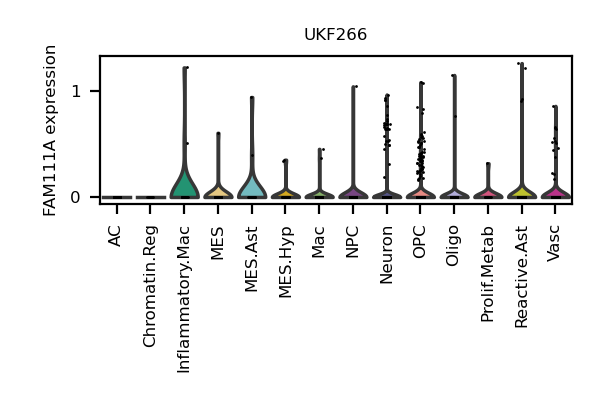 UKF266
FAM111A expression
1
0
AC
Chromatin.Reg
Inflammatory.Mac
MES
MES.Ast
MES.Hyp
Mac
NPC
Neuron
OPC
Oligo
Prolif.Metab
Reactive.Ast
Vasc